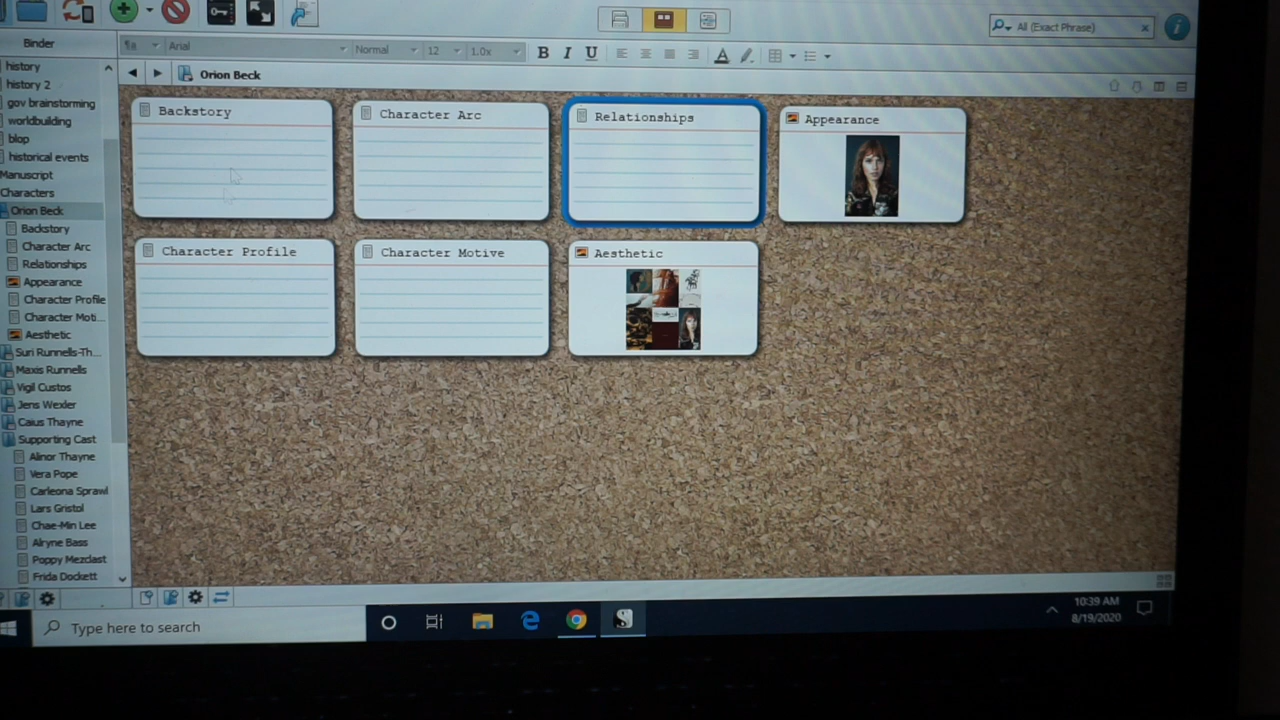 All (Exact Phrase)
Binder
Arial
Normal
12
1.0x
B I U A
Orion Beck
history
history 2
gov brainstorming
worldbuilding
blop
historical events
Manuscript
Characters
Orion Beck
Backstory
Character Arc
Relationships
Appearance
Character Profile
Character Moti...
Aesthetic
Suri Runnells-Th...
Maxis Runnells
Vigil Custos
Jens Wexler
Caius Thayne
Supporting Cast
Alinor Thayne
Vera Pope
Carleona Sprawl
Lars Gristol
Chae-Min Lee
Alryne Bass
Poppy Mezclast
Frida Dockett
Backstory
Character Arc
Relationships
Appearance
Character Profile
Character Motive
Aesthetic
Type here to search
10:39 AM
8/19/2020